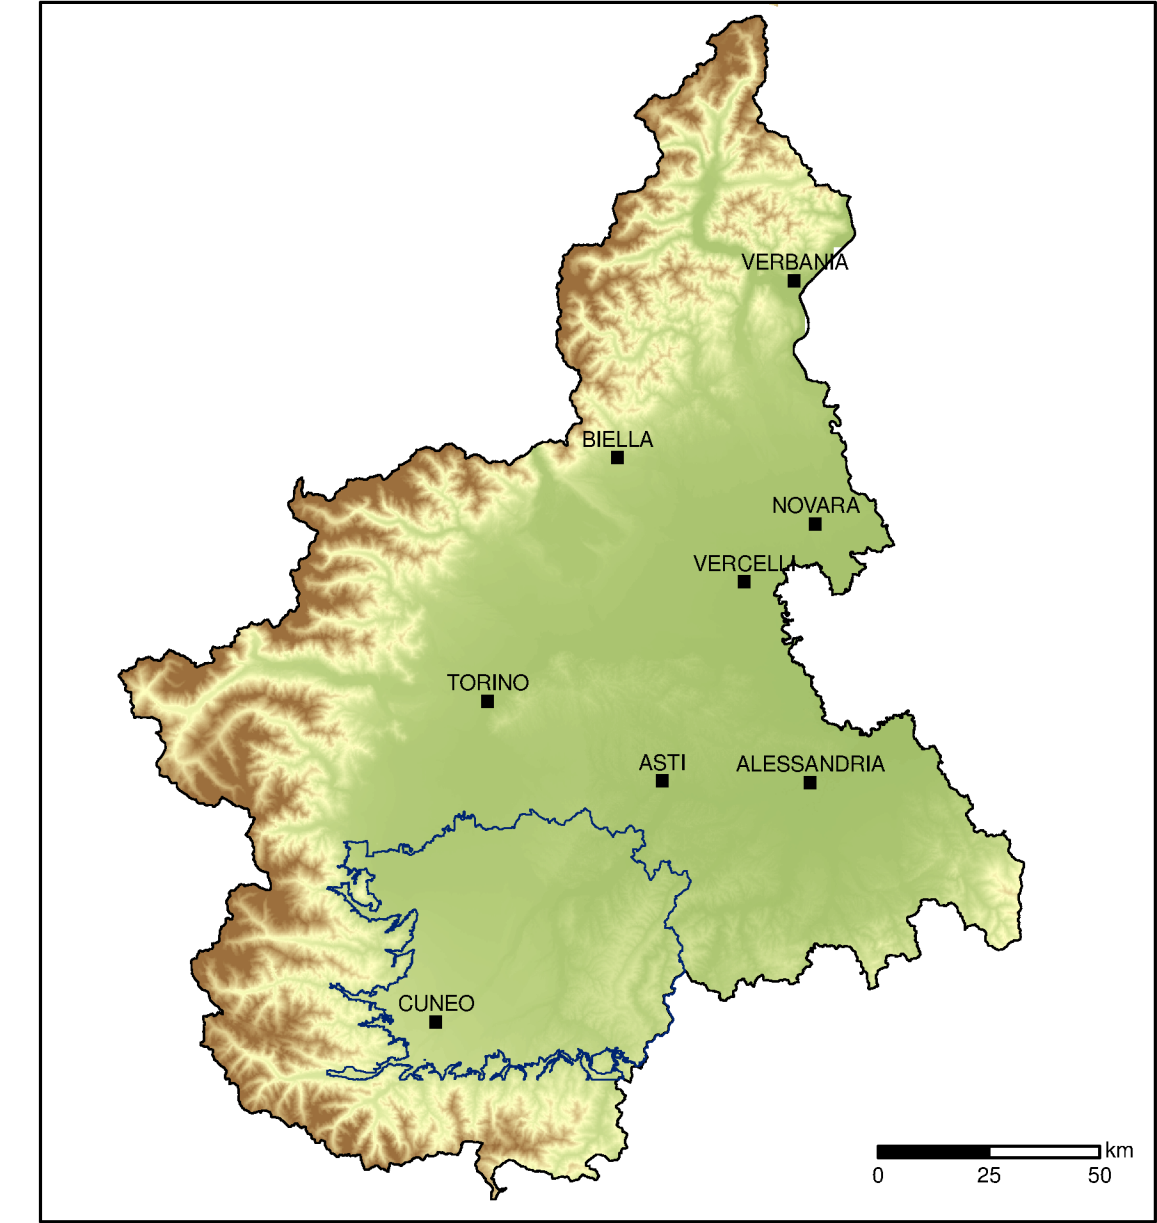 VERBANIA
BIELLA
NOVARA
VERCELLI
TORINO
ASTI
ALESSANDRIA
CUNEO
km
0 25 50